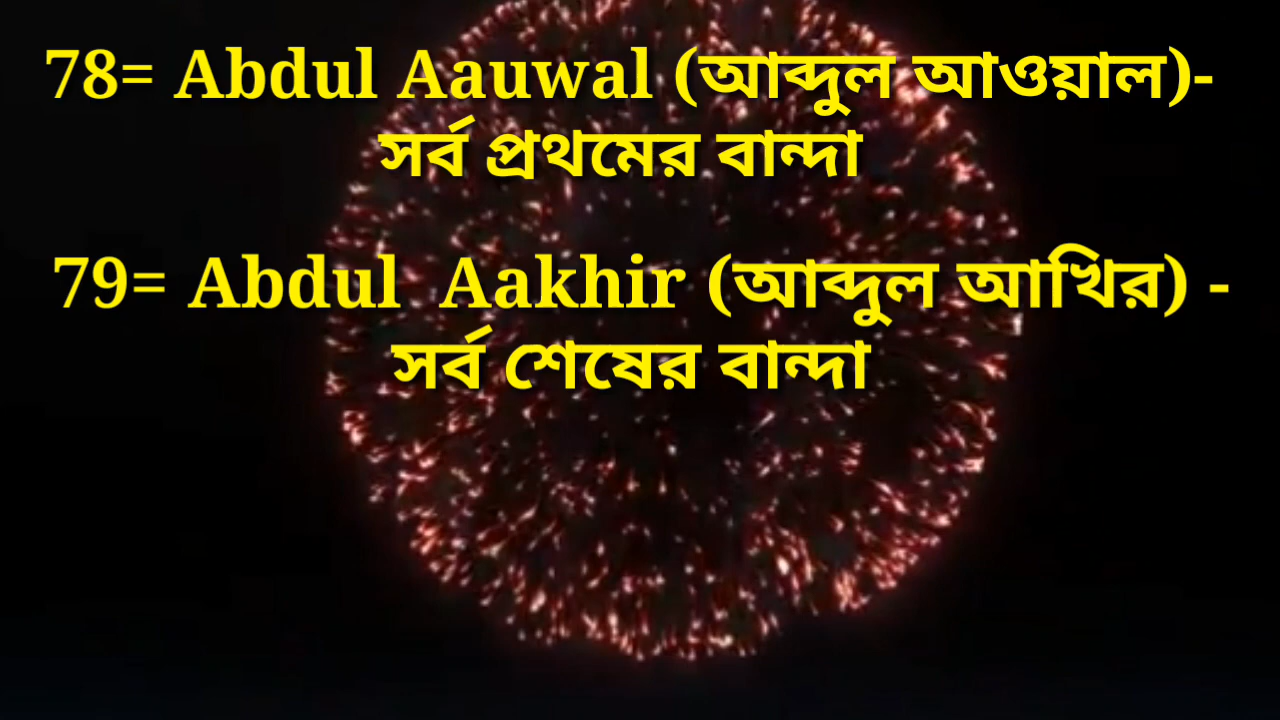 78= Abdul Aauwal (আব্দুল আওয়াল)-
সর্ব প্রথমের বান্দা
79= Abdul  Aakhir (আব্দুল আখির) -
সর্ব শেষের বান্দা